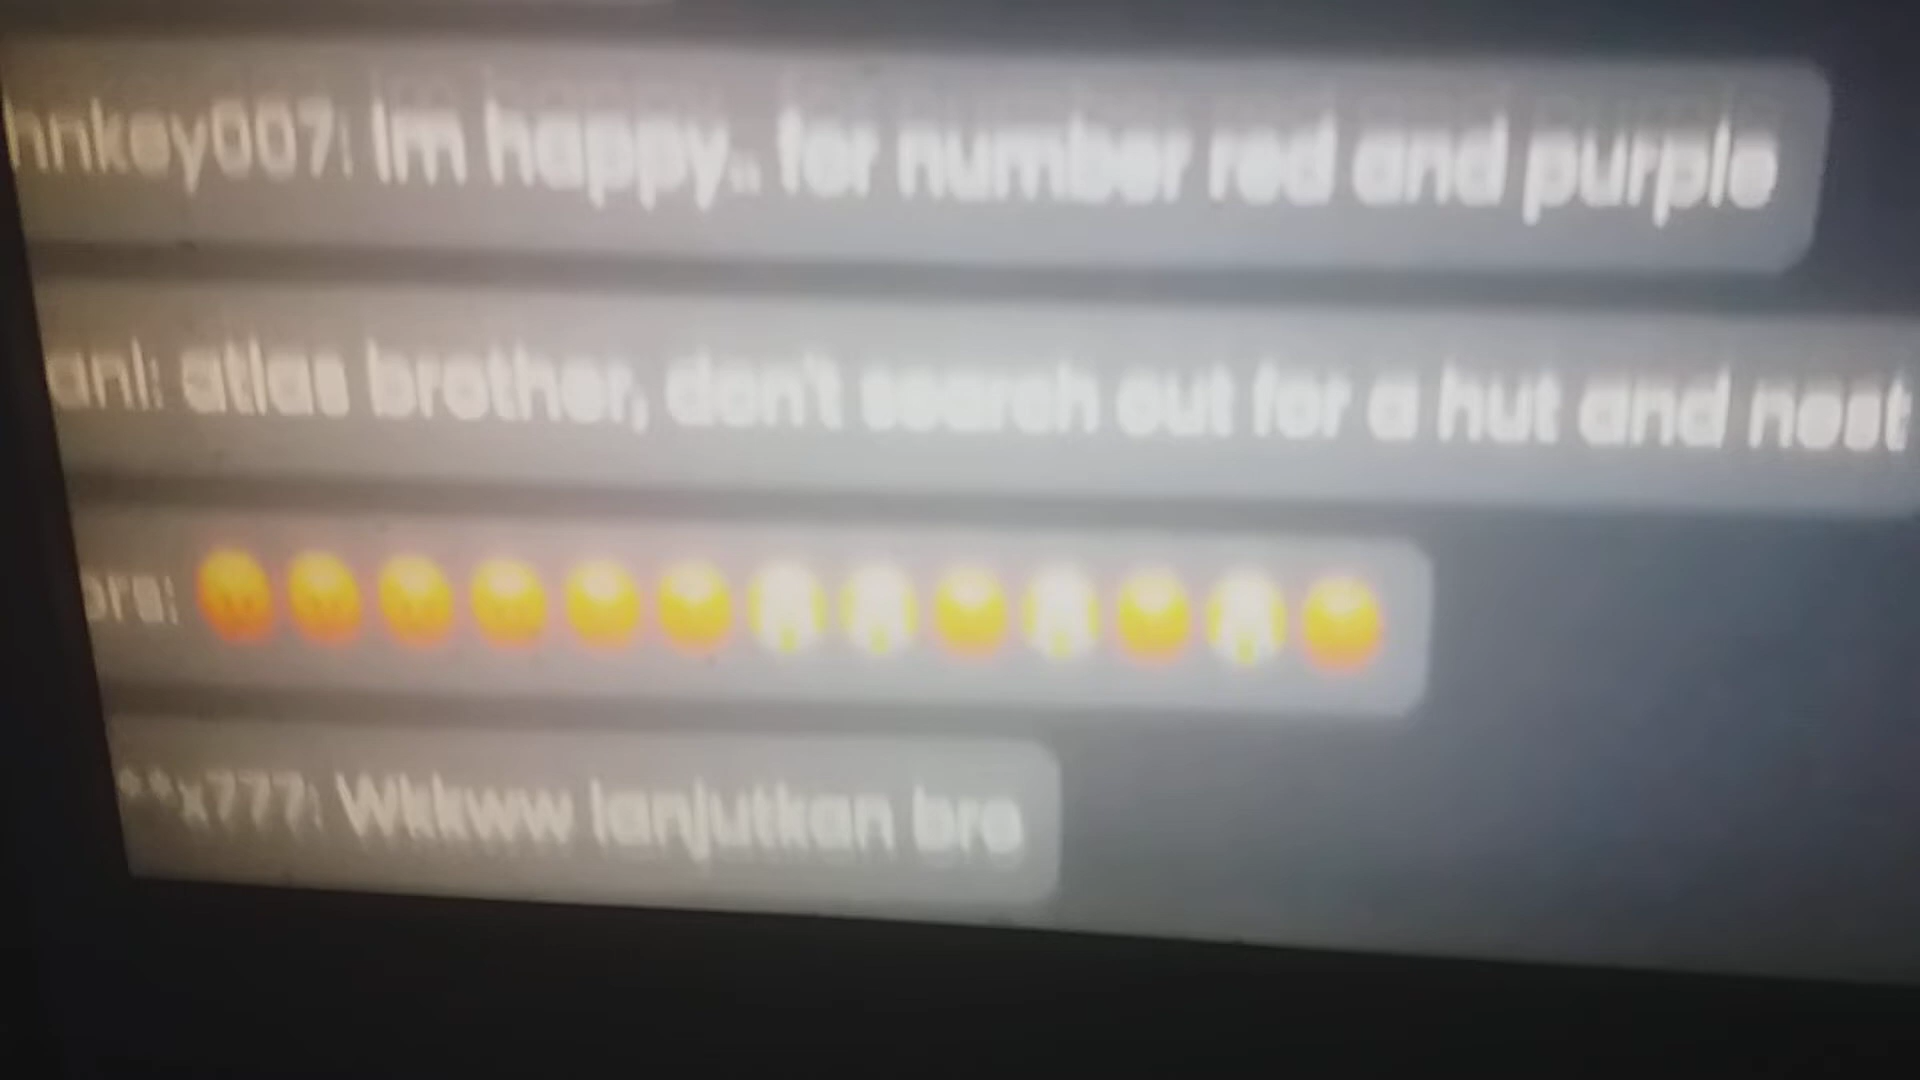 hnkey007: Im happy.. for number red and purple
anl: atlas brother, don't search out for a hut and nest
ore: 😡😡😡😡😡😡😱😱😡😱😡😱😡
**x777: Wkkww lanjutkan bro